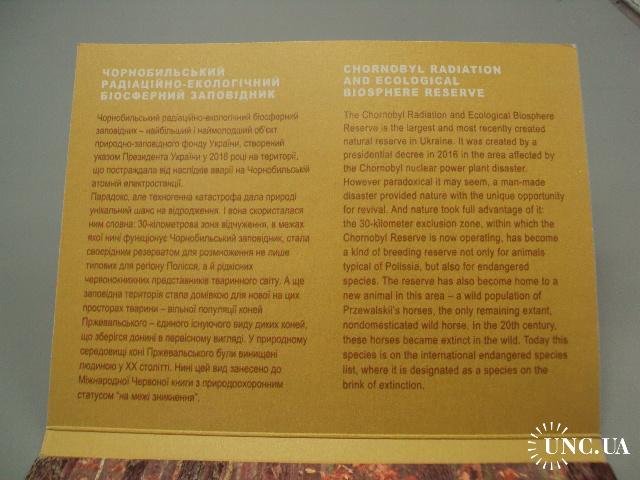 ЧОРНОБИЛЬСЬКИЙ
РАДІАЦІЙНО-ЕКОЛОГІЧНИЙ
БІОСФЕРНИЙ ЗАПОВІДНИК
Чорнобильський радіаційно-екологічний біосферний
заповідник – найбільший і наймолодший об'єкт
природно-заповідного фонду України, створений
указом Президента України у 2016 році на території,
що постраждала від наслідків аварії на Чорнобильській
атомній електростанції.
Парадокс, але техногенна катастрофа дала природі
унікальний шанс на відродження. І вона скористалася
ним сповна: 30-кілометрова зона відчуження, в межах
якої нині функціонує Чорнобильський заповідник, стала
своєрідним резерватом для розмноження не лише
типових для регіону Полісся, а й рідкісних
червонокнижних представників тваринного світу. А ще
заповідна територія стала домівкою для нової на цих
просторах тварини – вільної популяції коней
Пржевальського – єдиного існуючого виду диких коней,
що зберігся донині в первісному вигляді. У природному
середовищі коні Пржевальського були винищені
людиною у ХХ столітті. Нині цей вид занесено до
Міжнародної Червоної книги з природоохоронним
статусом "на межі зникнення".
CHORNOBYL RADIATION
AND ECOLOGICAL
BIOSPHERE RESERVE
The Chornobyl Radiation and Ecological Biosphere
Reserve is the largest and most recently created
natural reserve in Ukraine. It was created by a
presidential decree in 2016 in the area affected by
the Chornobyl nuclear power plant disaster.
However paradoxical it may seem, a man-made
disaster provided nature with the unique opportunity
for revival. And nature took full advantage of it:
the 30-kilometer exclusion zone, within which the
Chornobyl Reserve is now operating, has become
a kind of breeding reserve not only for animals
typical of Polissia, but also for endangered
species. The reserve has also become home to a
new animal in this area – a wild population of
Przewalskii's horses, the only remaining extant,
nondomesticated wild horse. In the 20th century,
these horses became extinct in the wild. Today this
species is on the international endangered species
list, where it is designated as a species on the
brink of extinction.
UNC.UA